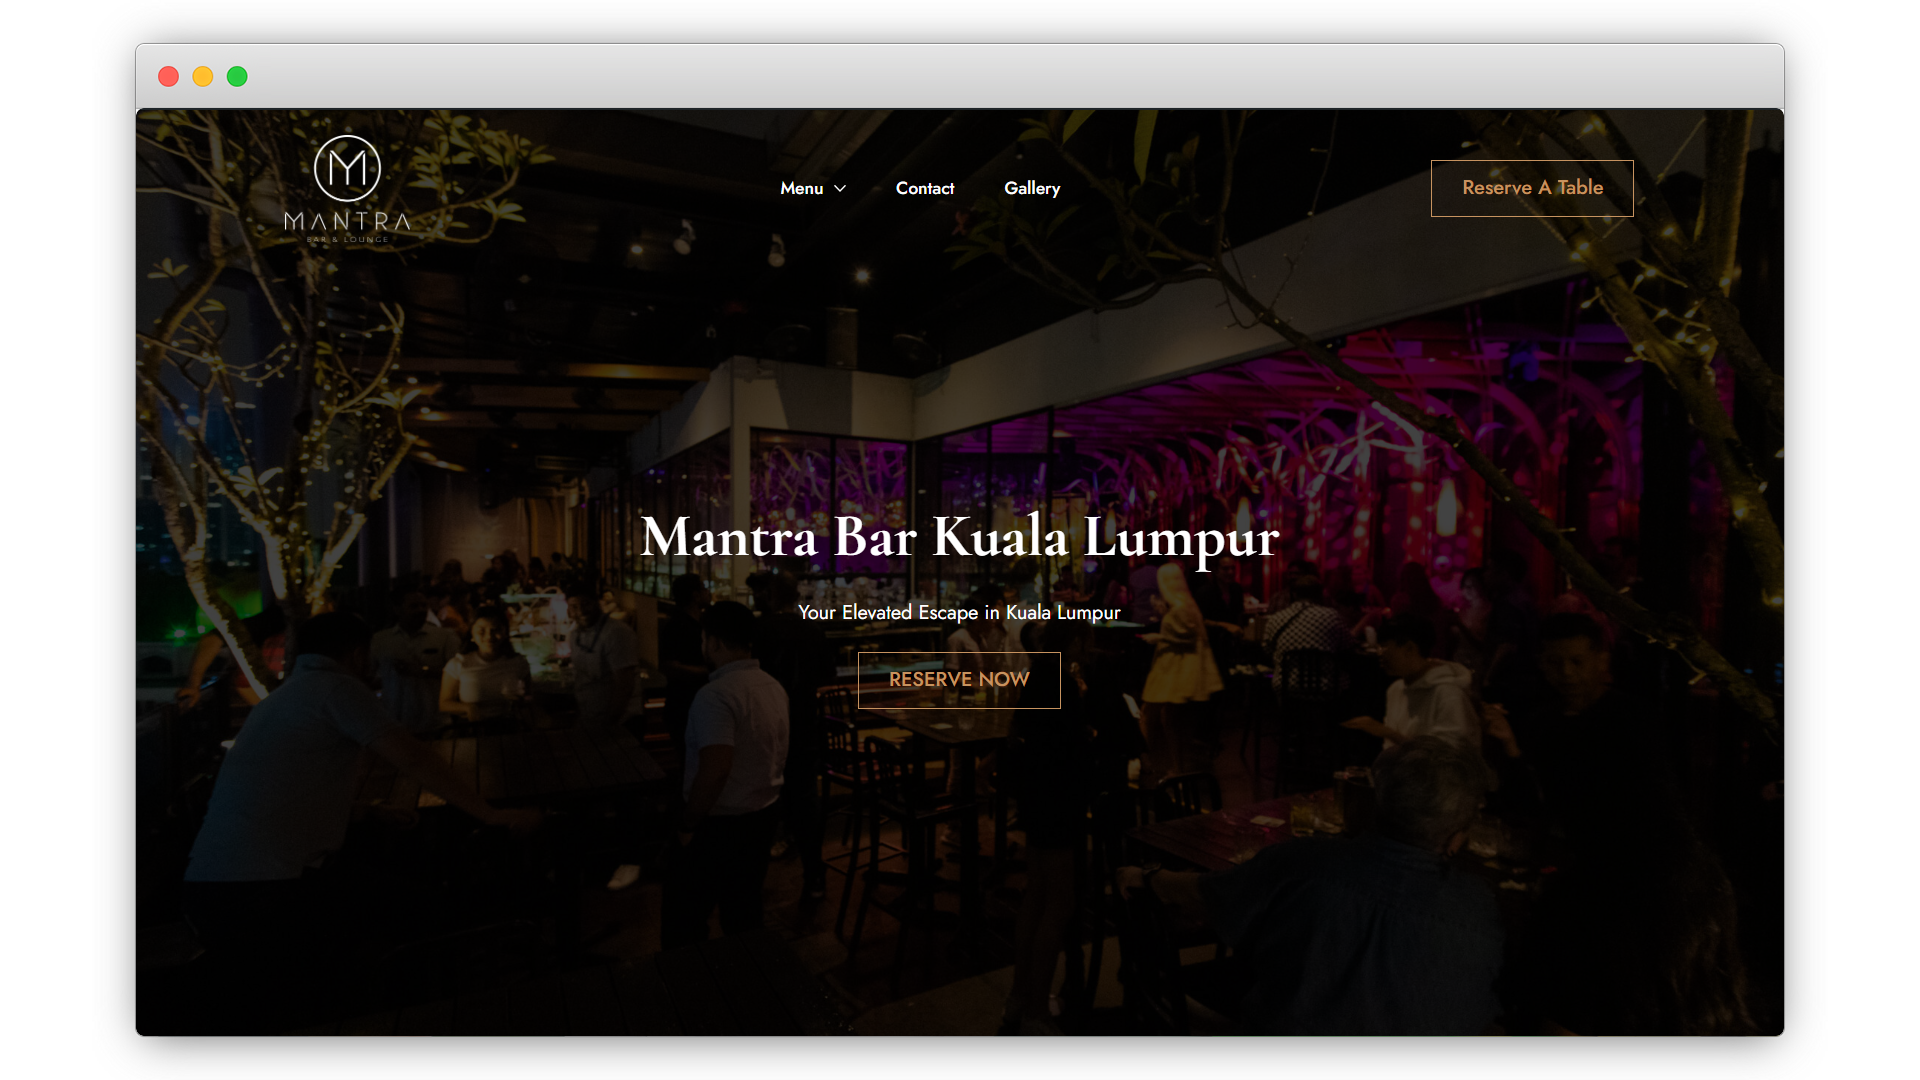 M
MANTRA
BAR & LOUNGE
Menu
Contact
Gallery
Reserve A Table
Mantra Bar Kuala Lumpur
Your Elevated Escape in Kuala Lumpur
RESERVE NOW